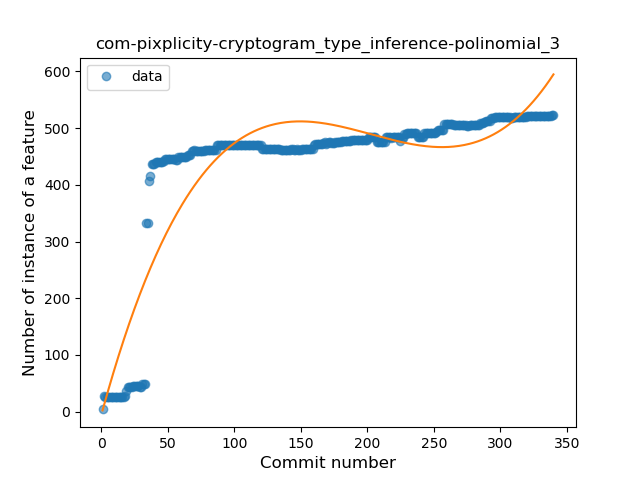 com-pixplicity-cryptogram_type_inference-polinomial_3
data
Number of instance of a feature
600
500
400
300
200
100
0
0 50 100 150 200 250 300 350
Commit number